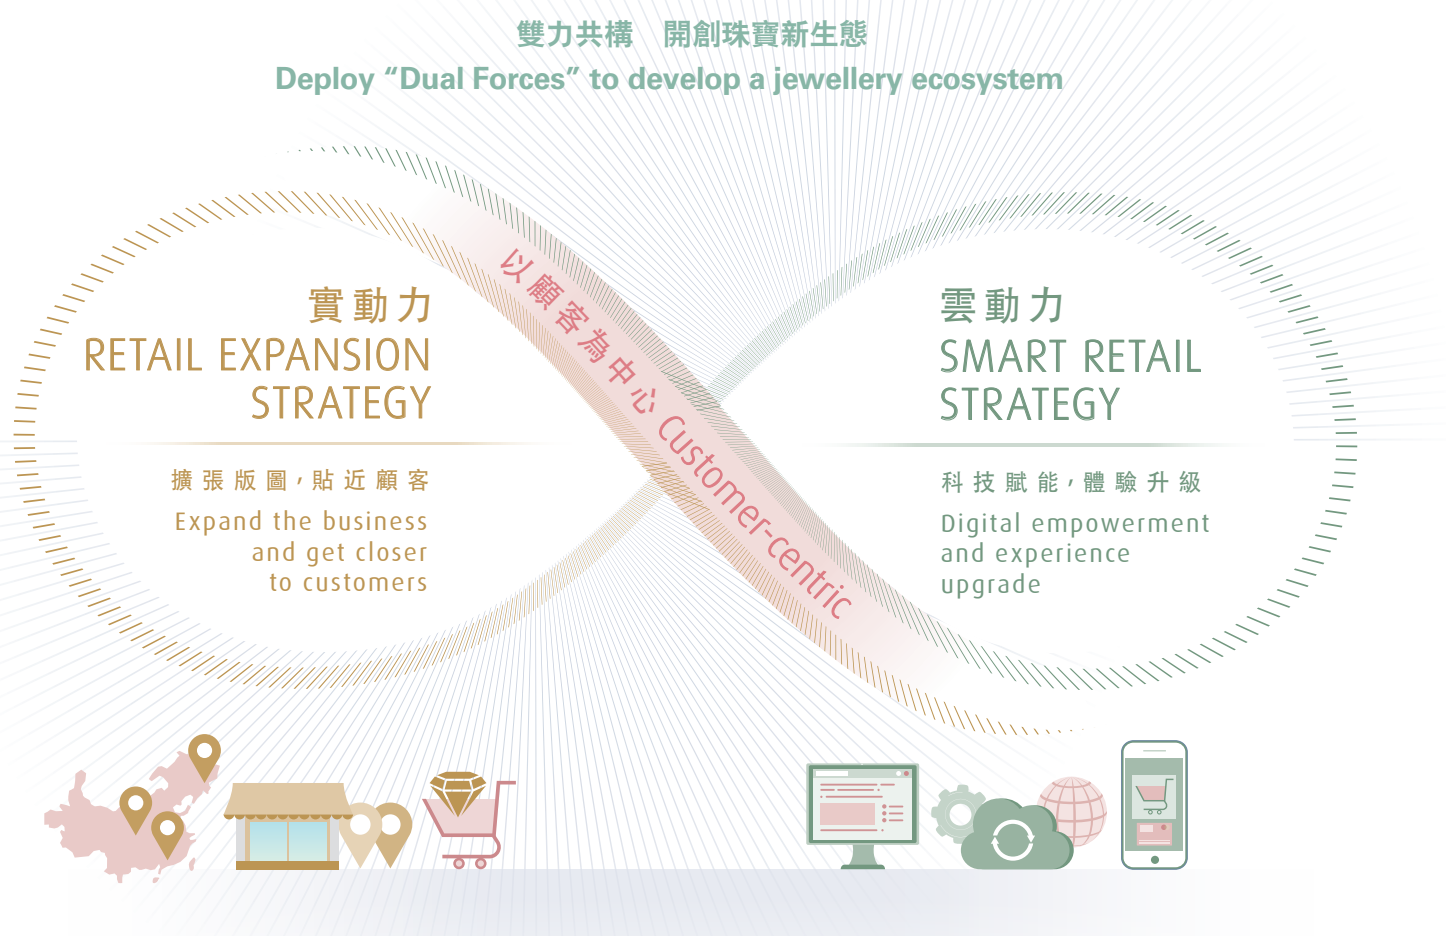 雙力共構　開創珠寶新生態
Deploy “Dual Forces” to develop a jewellery ecosystem
以顧客為中心 Customer-centric
實動力
RETAIL EXPANSION
STRATEGY
擴張版圖，貼近顧客
Expand the business
and get closer
to customers
雲動力
SMART RETAIL
STRATEGY
科技賦能，體驗升級
Digital empowerment
and experience
upgrade